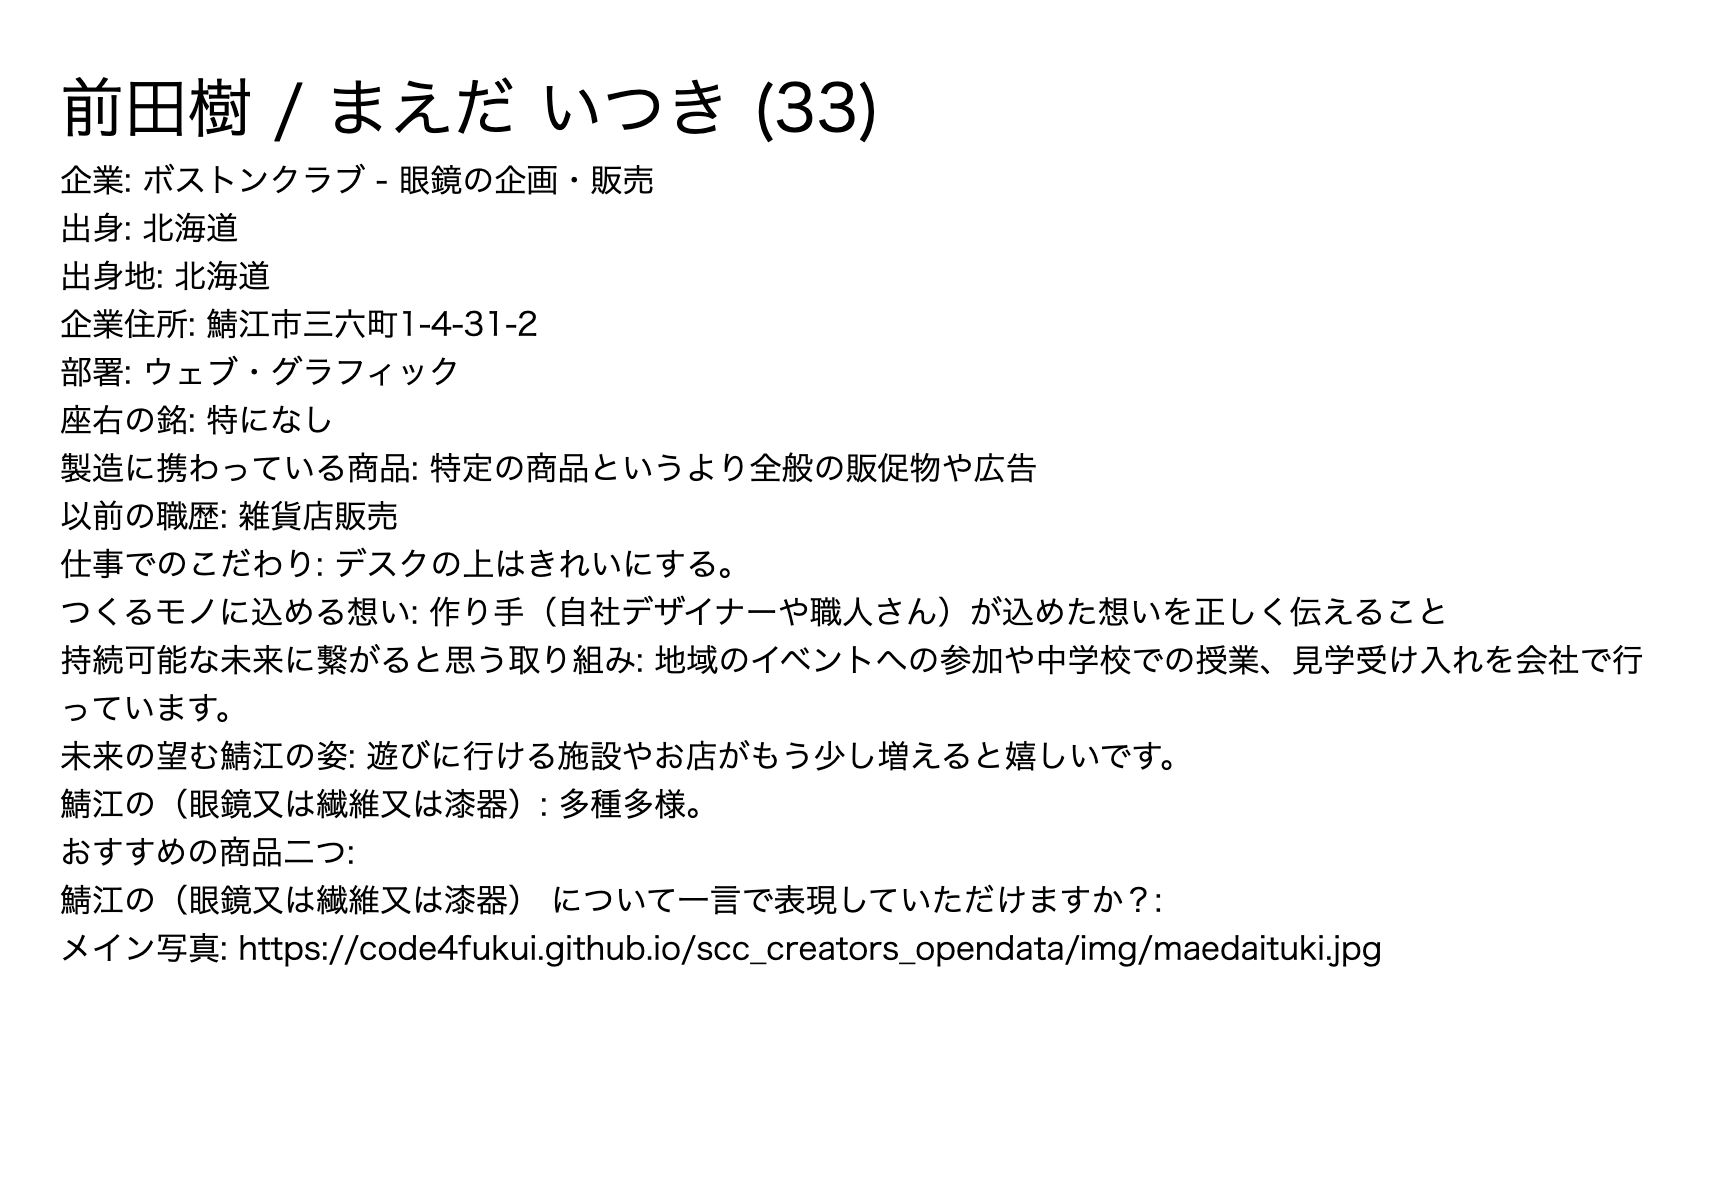 前田樹 / まえだ いつき (33)
企業: ボストンクラブ - 眼鏡の企画・販売
出身: 北海道
出身地: 北海道
企業住所: 鯖江市三六町1-4-31-2
部署: ウェブ・グラフィック
座右の銘: 特になし
製造に携わっている商品: 特定の商品というより全般の販促物や広告
以前の職歴: 雑貨店販売
仕事でのこだわり: デスクの上はきれいにする。
つくるモノに込める想い: 作り手（自社デザイナーや職人さん）が込めた想いを正しく伝えること
持続可能な未来に繋がると思う取り組み: 地域のイベントへの参加や中学校での授業、見学受け入れを会社で行
っています。
未来の望む鯖江の姿: 遊びに行ける施設やお店がもう少し増えると嬉しいです。
鯖江の（眼鏡又は繊維又は漆器）: 多種多様。
おすすめの商品二つ:
鯖江の（眼鏡又は繊維又は漆器） について一言で表現していただけますか？:
メイン写真: https://code4fukui.github.io/scc_creators_opendata/img/maedaituki.jpg